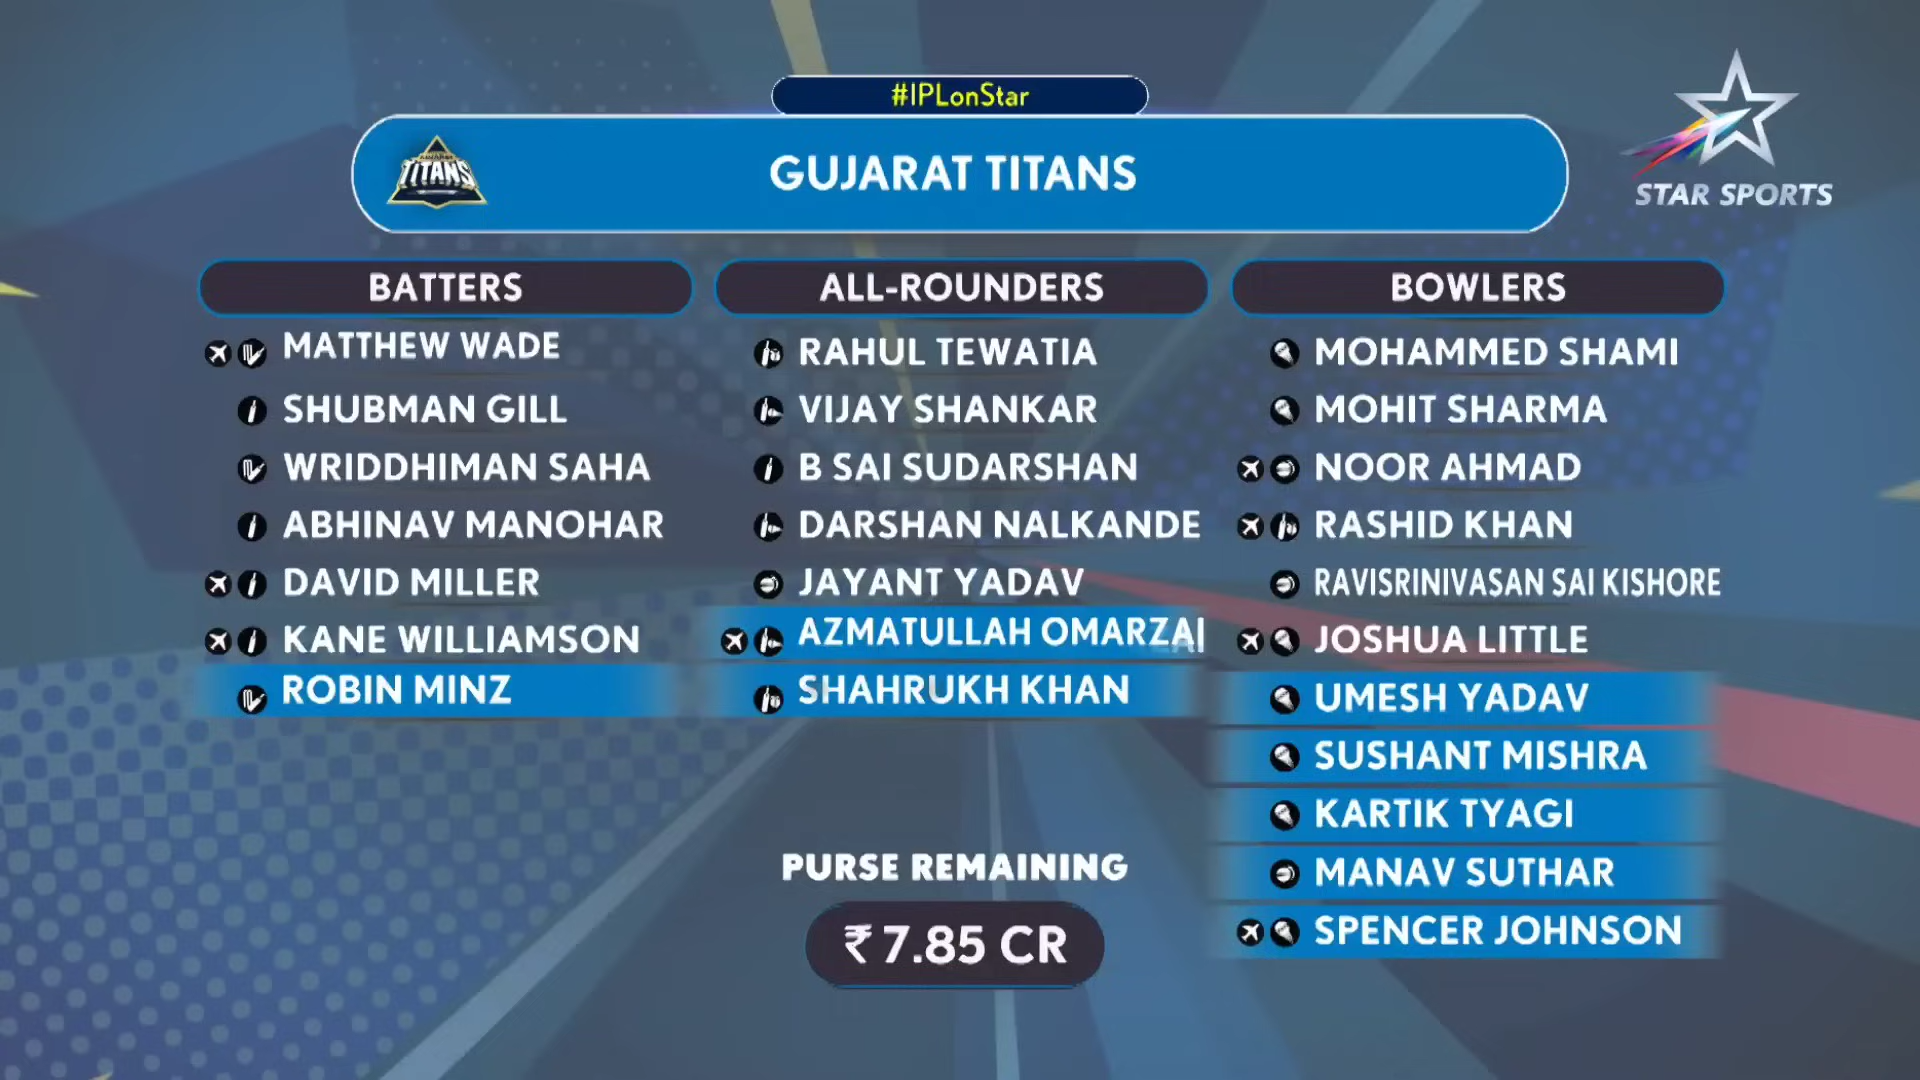 #IPLonStar
GUJARAT TITANS
TITANS
STAR SPORTS
BATTERS
MATTHEW WADE
SHUBMAN GILL
WRIDDHIMAN SAHA
ABHINAV MANOHAR
DAVID MILLER
KANE WILLIAMSON
ROBIN MINZ
ALL-ROUNDERS
RAHUL TEWATIA
VIJAY SHANKAR
B SAI SUDARSHAN
DARSHAN NALKANDE
JAYANT YADAV
AZMATULLAH OMARZAI
SHAHRUKH KHAN
BOWLERS
MOHAMMED SHAMI
MOHIT SHARMA
NOOR AHMAD
RASHID KHAN
RAVISRINIVASAN SAI KISHORE
JOSHUA LITTLE
UMESH YADAV
SUSHANT MISHRA
KARTIK TYAGI
MANAV SUTHAR
SPENCER JOHNSON
PURSE REMAINING
₹ 7.85 CR